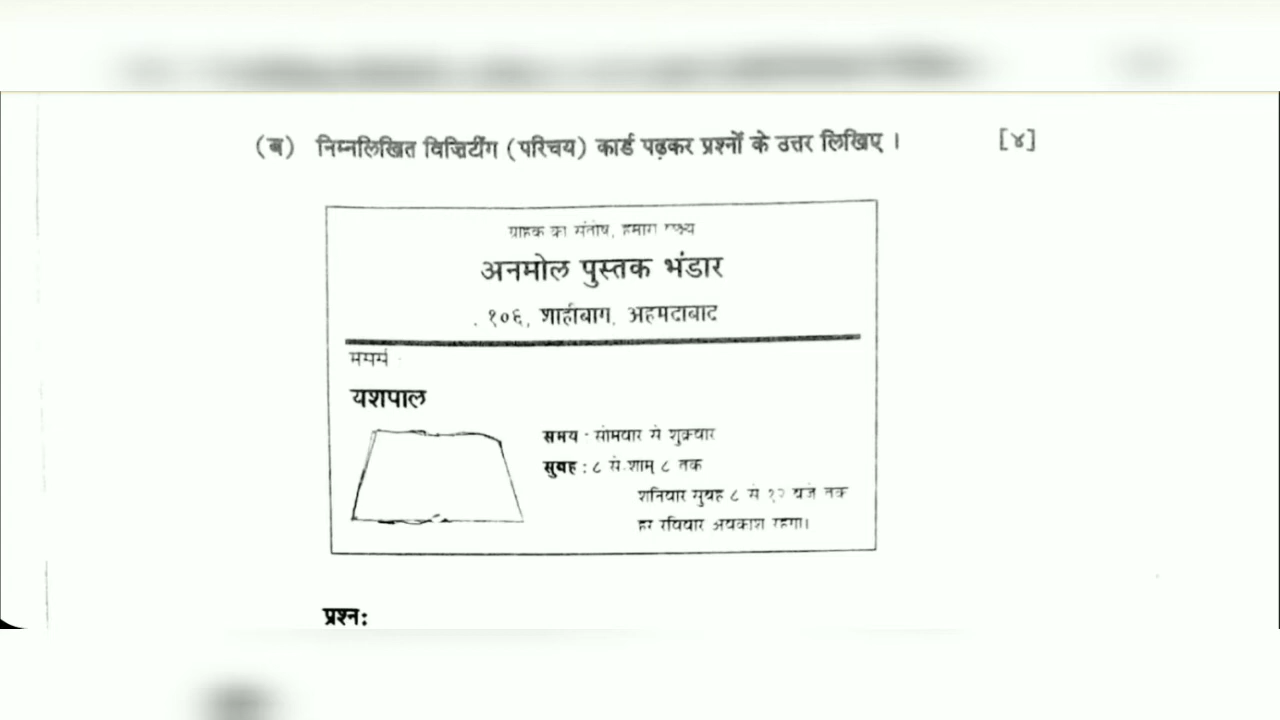 (ब) निम्नलिखित विज़िटींग (परिचय) कार्ड पढ़कर प्रश्नों के उत्तर लिखिए । [४]
ग्राहक का संतोष, हमारा लक्ष्य
अनमोल पुस्तक भंडार
१०६, शाहीबाग, अहमदाबाद
यशपाल
समय - सोमवार से शुक्रवार
सुबह : ८ से शाम ८ तक
शनिवार सुबह ८ से १२ बजे तक
हर रविवार अवकाश रहेगा।
प्रश्न: